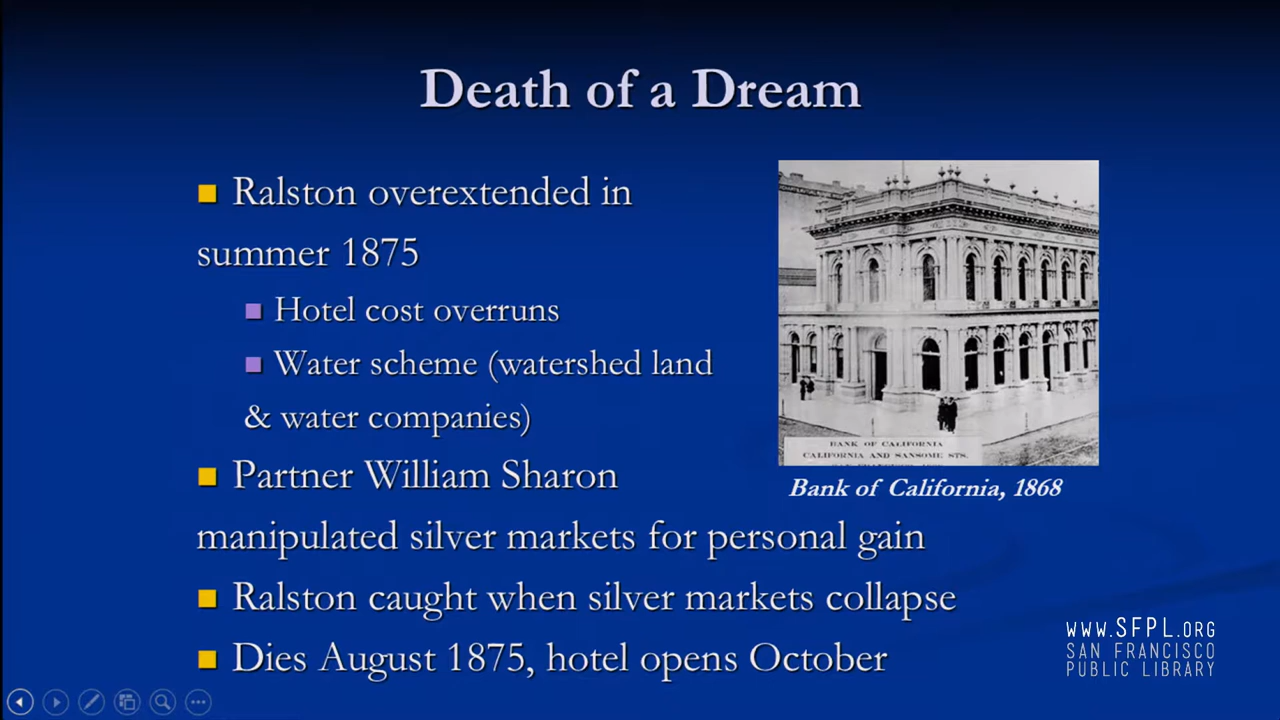 Death of a Dream
Ralston overextended in
summer 1875
Hotel cost overruns
Water scheme (watershed land
& water companies)
Partner William Sharon
manipulated silver markets for personal gain
Ralston caught when silver markets collapse
Dies August 1875, hotel opens October
BANK OF CALIFORNIA
CALIFORNIA AND SANSOME STS.
Bank of California, 1868
WWW.SFPL.ORG
SAN FRANCISCO
PUBLIC LIBRARY